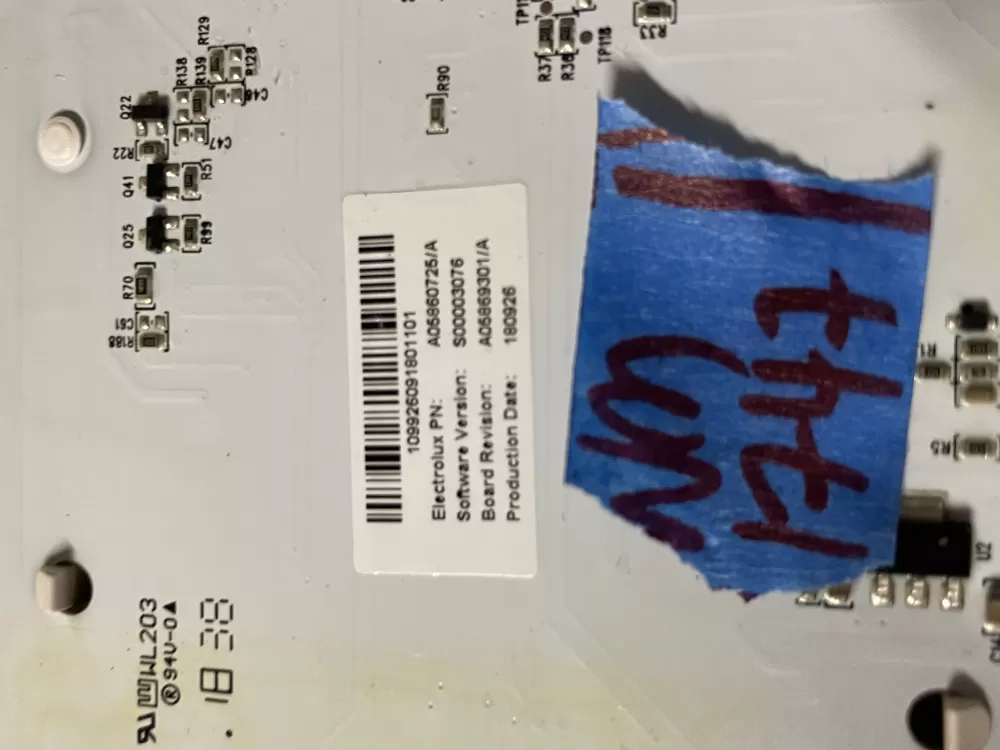 109926091801101
Electrolux PN: A05860725/A
Software Version: S00003076
Board Revision: A05869301/A
Production Date: 180926
R129
R138
R139
R128
C48
C47
Q22
R22
Q41
R51
Q25
R99
R70
C61
R188
R90
R37
R36
TP118
R33
R1
R5
U2
WL203
94V-0
18 38